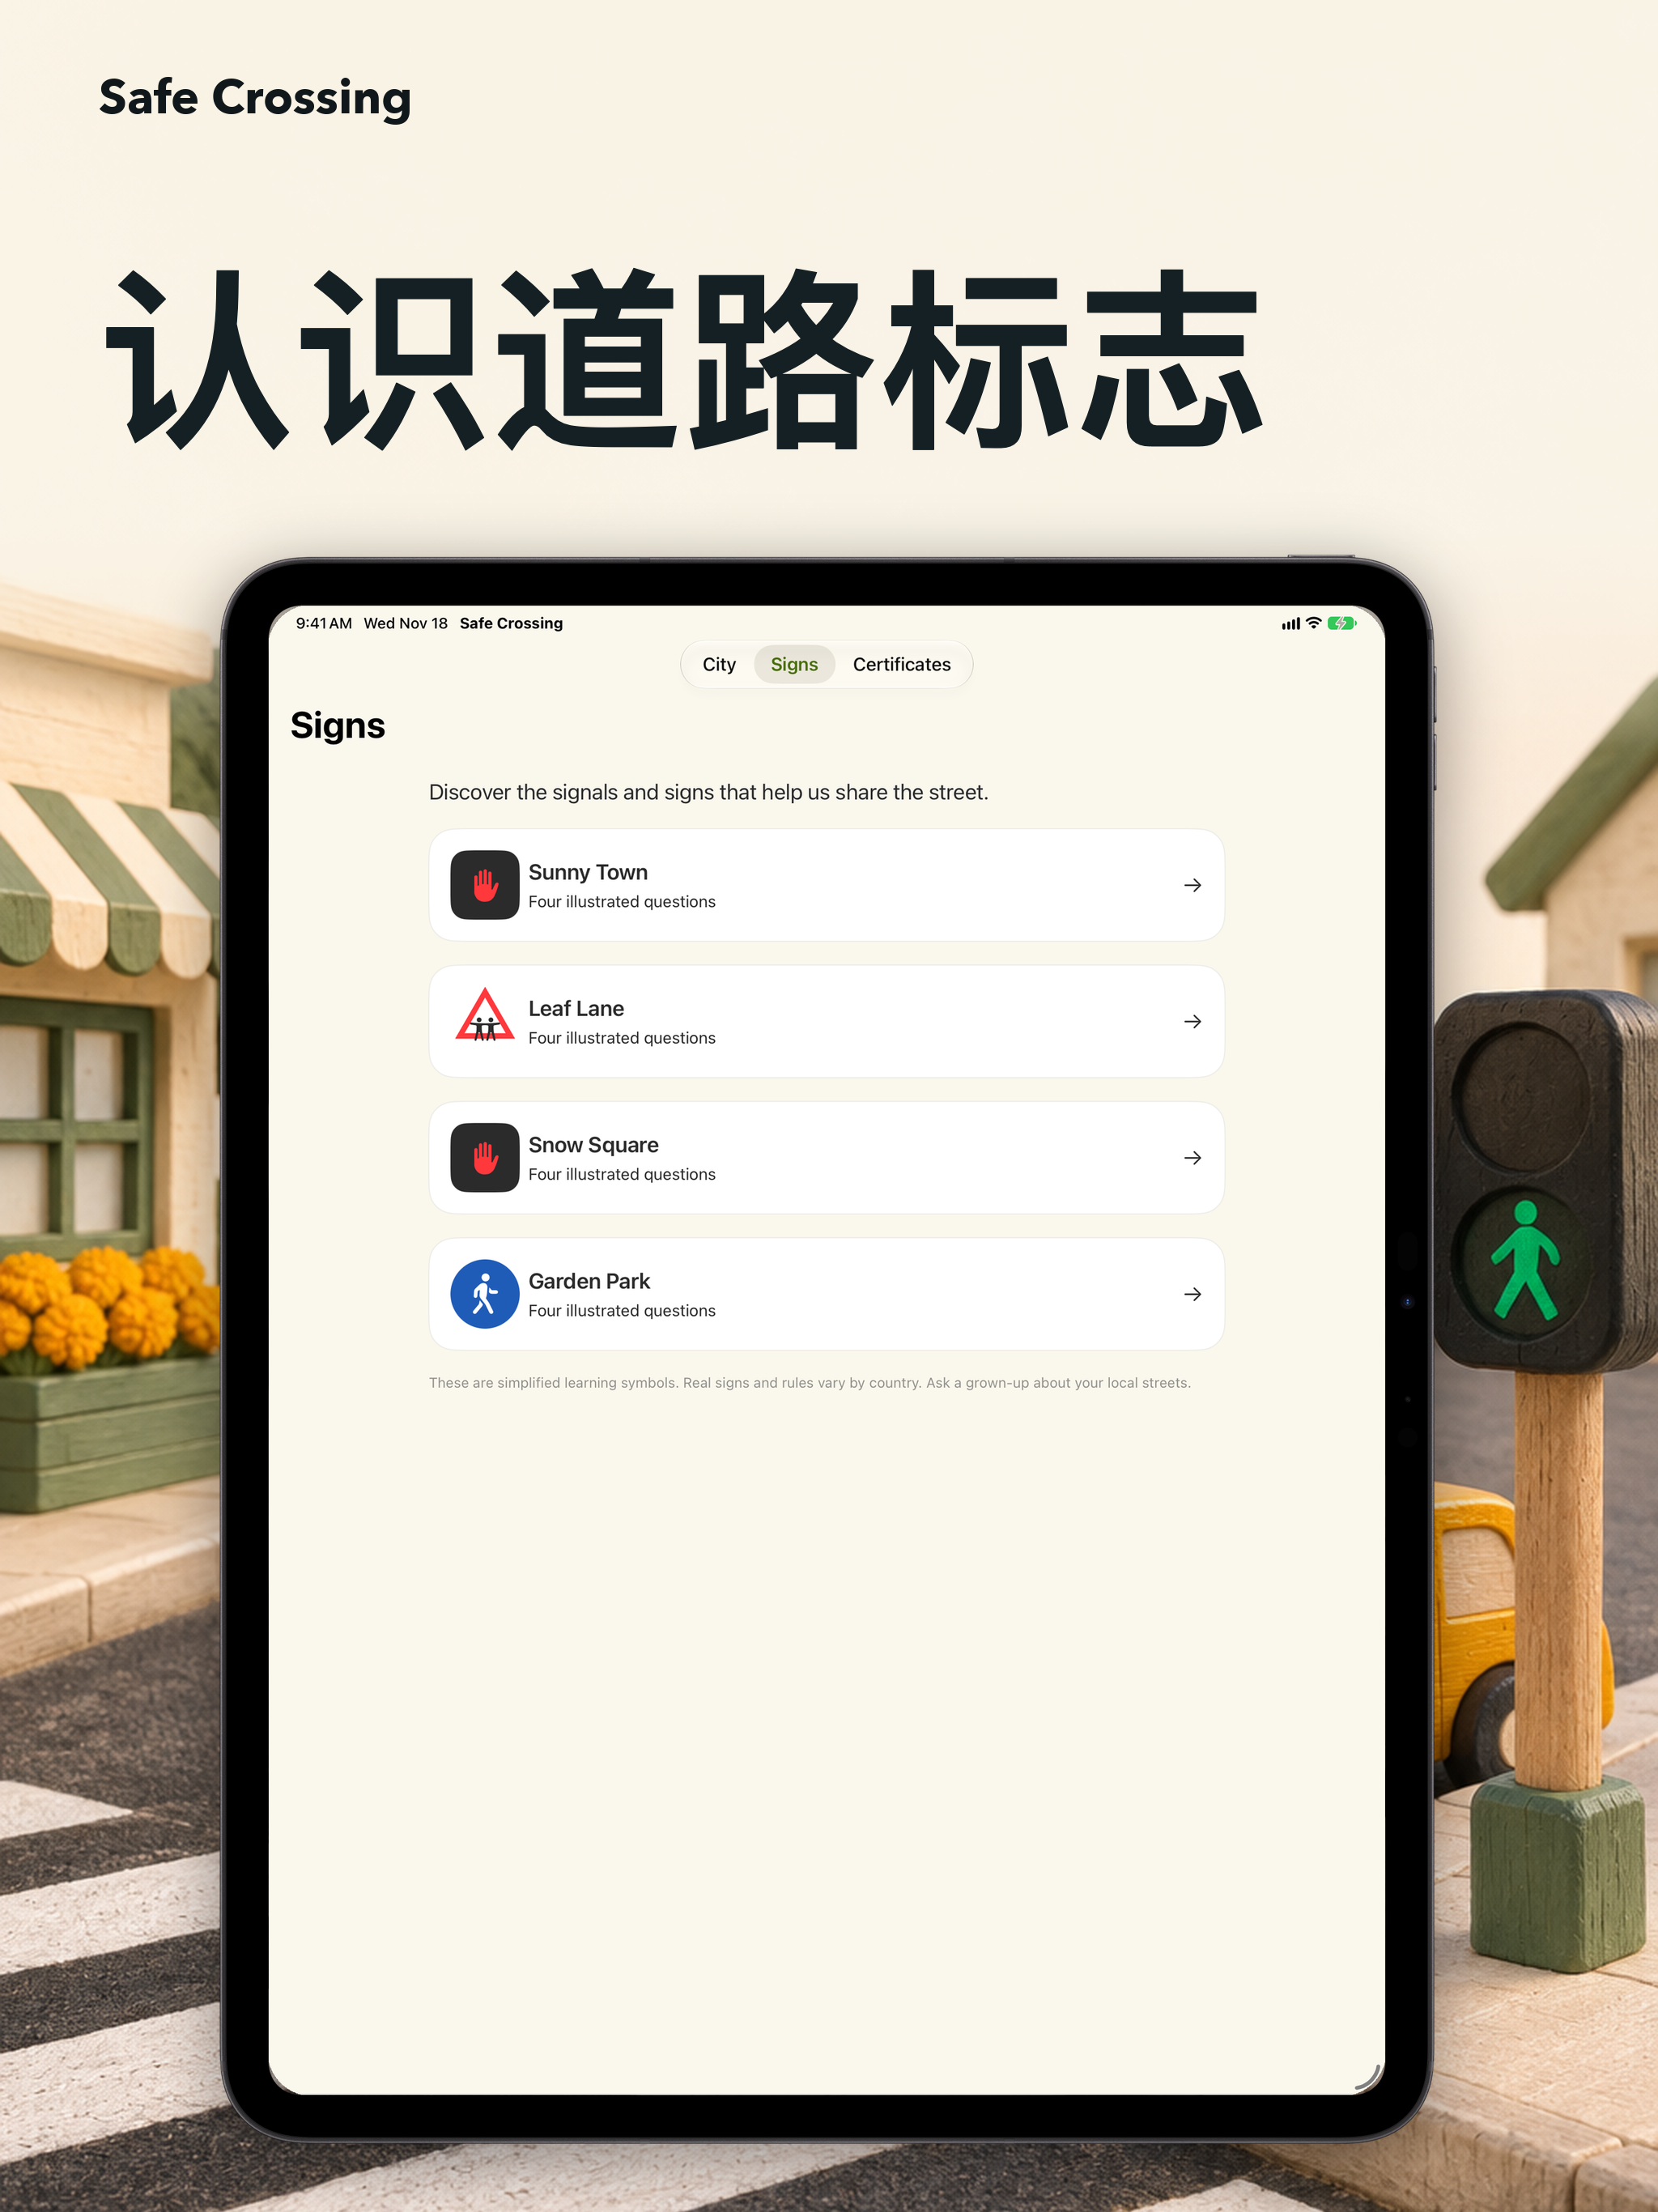 Safe Crossing
认识道路标志
9:41 AM Wed Nov 18 Safe Crossing
City Signs Certificates
Signs
Discover the signals and signs that help us share the street.
Sunny Town
Four illustrated questions
Leaf Lane
Four illustrated questions
Snow Square
Four illustrated questions
Garden Park
Four illustrated questions
These are simplified learning symbols. Real signs and rules vary by country. Ask a grown-up about your local streets.